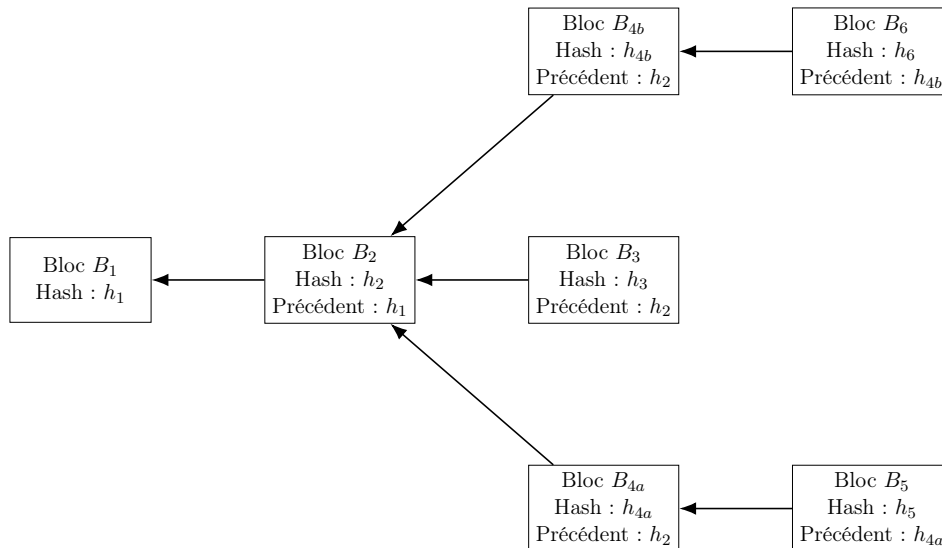 Bloc B₄b
Hash : h₄b
Précédent : h₂
Bloc B₆
Hash : h₆
Précédent : h₄b
Bloc B₁
Hash : h₁
Bloc B₂
Hash : h₂
Précédent : h₁
Bloc B₃
Hash : h₃
Précédent : h₂
Bloc B₄a
Hash : h₄a
Précédent : h₂
Bloc B₅
Hash : h₅
Précédent : h₄a